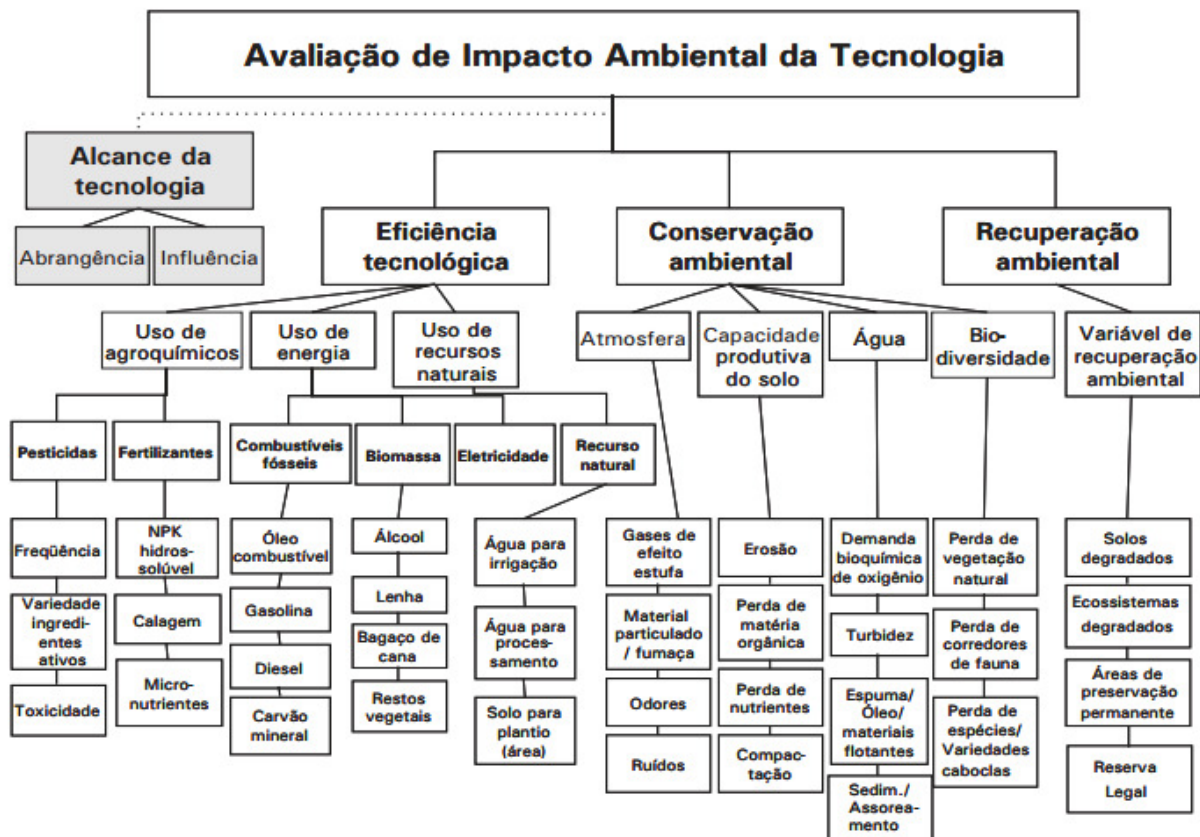 Avaliação de Impacto Ambiental da Tecnologia
Alcance da
tecnologia
Abrangência
Influência
Eficiência
tecnológica
Conservação
ambiental
Recuperação
ambiental
Uso de
agroquímicos
Uso de
energia
Uso de
recursos
naturais
Atmosfera
Capacidade
produtiva
do solo
Água
Bio-
diversidade
Variável de
recuperação
ambiental
Pesticidas
Fertilizantes
Combustíveis
fósseis
Biomassa
Eletricidade
Recurso
natural
Freqüência
Variedade
ingredi-
entes
ativos
Toxicidade
NPK
hidros-
solúvel
Calagem
Micro-
nutrientes
Óleo
combustível
Gasolina
Diesel
Carvão
mineral
Álcool
Lenha
Bagaço de
cana
Restos
vegetais
Água para
irrigação
Água para
proces-
samento
Solo para
plantio
(área)
Gases de
efeito
estufa
Material
particulado
/ fumaça
Odores
Ruídos
Erosão
Perda de
matéria
orgânica
Perda de
nutrientes
Compac-
tação
Demanda
bioquímica
de oxigênio
Turbidez
Espuma/
Óleo/
materiais
flotantes
Sedim./
Assorea-
mento
Perda de
vegetação
natural
Perda de
corredores
de fauna
Perda de
espécies/
Variedades
caboclas
Solos
degradados
Ecossistemas
degradados
Áreas de
preservação
permanente
Reserva
Legal